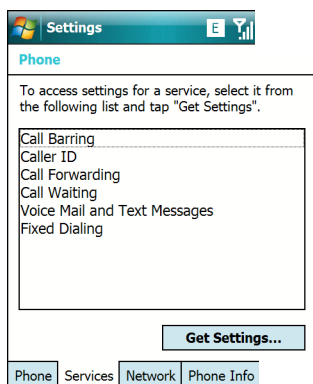 Settings
E
Phone
To access settings for a service, select it from
the following list and tap "Get Settings".
Call Barring
Caller ID
Call Forwarding
Call Waiting
Voice Mail and Text Messages
Fixed Dialing
Get Settings...
Phone Services Network Phone Info